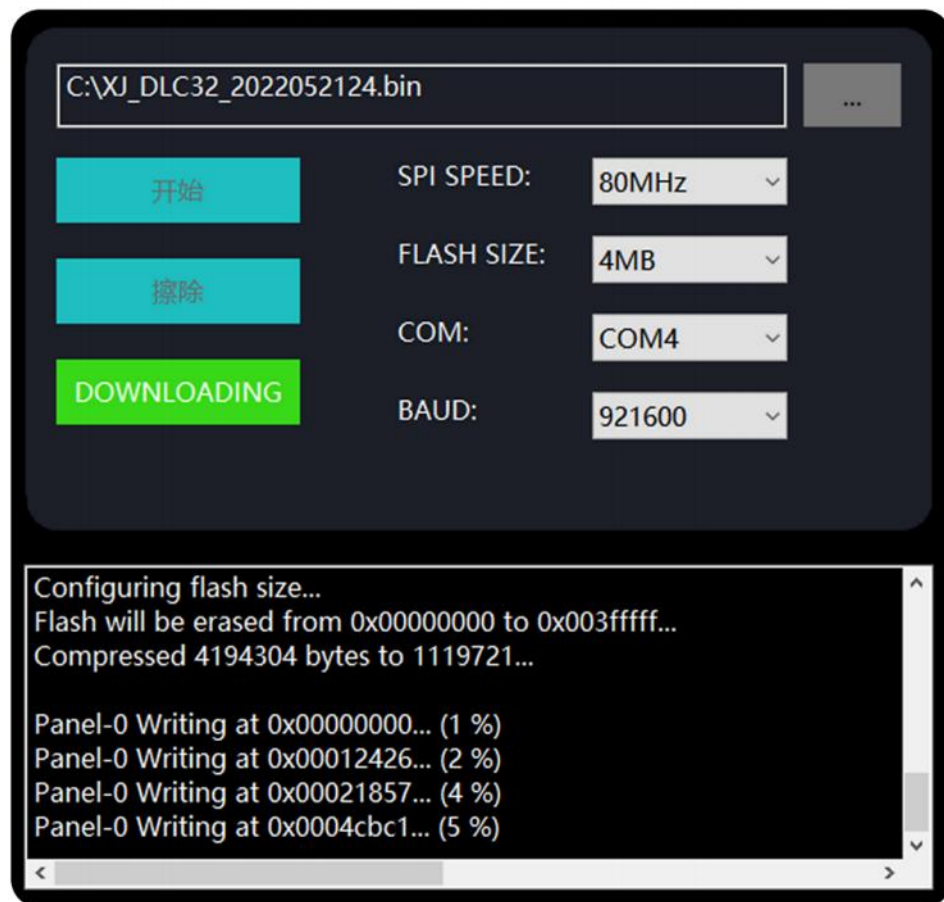 C:\XJ_DLC32_2022052124.bin
...
开始
SPI SPEED:
80MHz
擦除
FLASH SIZE:
4MB
COM:
COM4
DOWNLOADING
BAUD:
921600
Configuring flash size...
Flash will be erased from 0x00000000 to 0x003fffff...
Compressed 4194304 bytes to 1119721...
Panel-0 Writing at 0x00000000... (1 %)
Panel-0 Writing at 0x00012426... (2 %)
Panel-0 Writing at 0x00021857... (4 %)
Panel-0 Writing at 0x0004cbc1... (5 %)